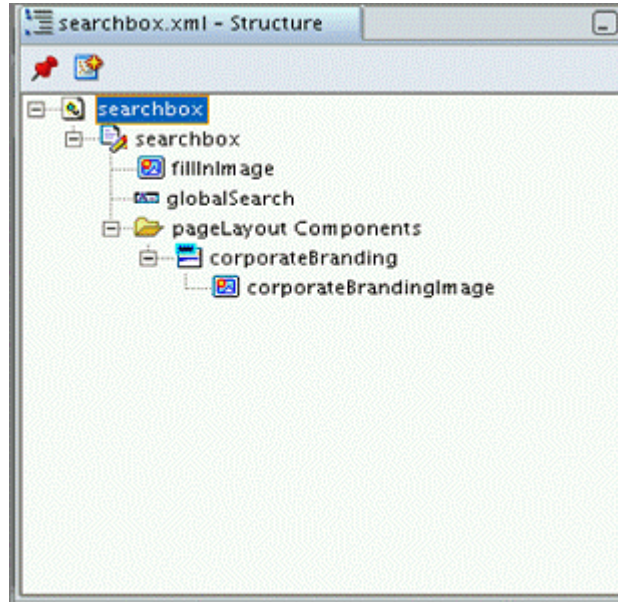 searchbox.xml - Structure
searchbox
searchbox
fillInImage
globalSearch
pageLayout Components
corporateBranding
corporateBrandingImage